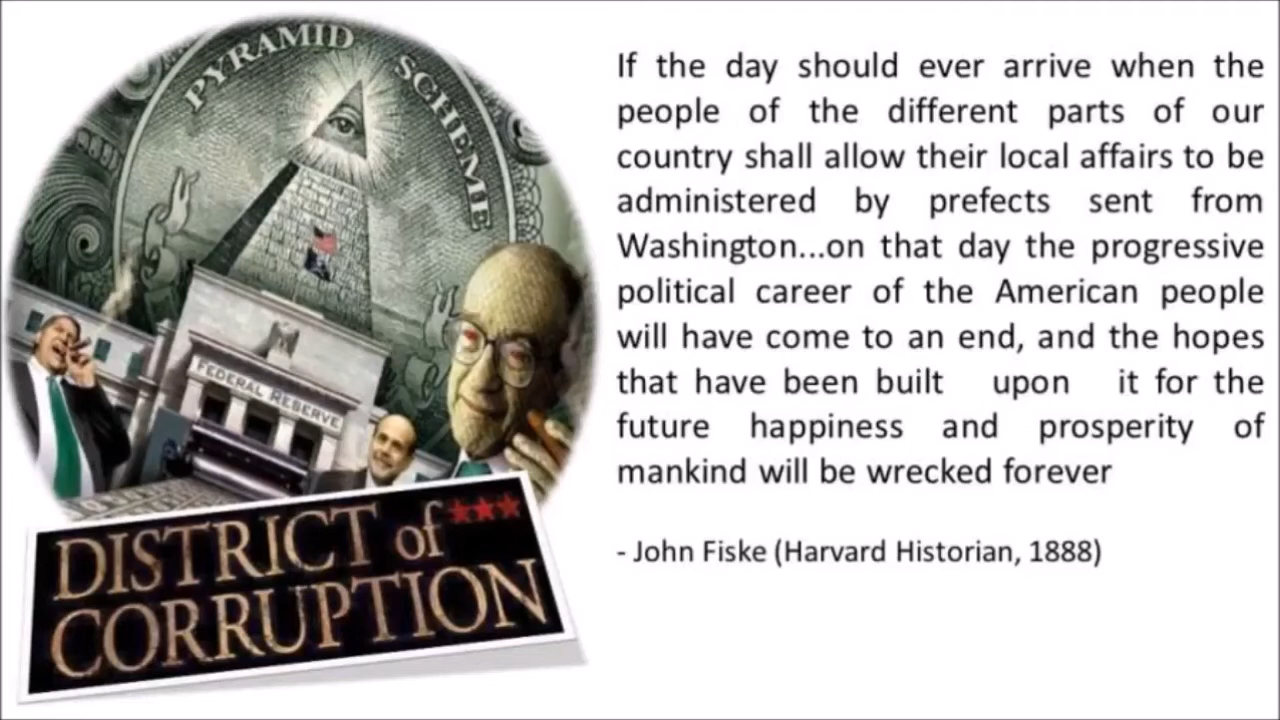 PYRAMID SCHEME
FEDERAL RESERVE
DISTRICT of ***
CORRUPTION
If the day should ever arrive when the
people of the different parts of our
country shall allow their local affairs to be
administered by prefects sent from
Washington...on that day the progressive
political career of the American people
will have come to an end, and the hopes
that have been built upon it for the
future happiness and prosperity of
mankind will be wrecked forever
- John Fiske (Harvard Historian, 1888)